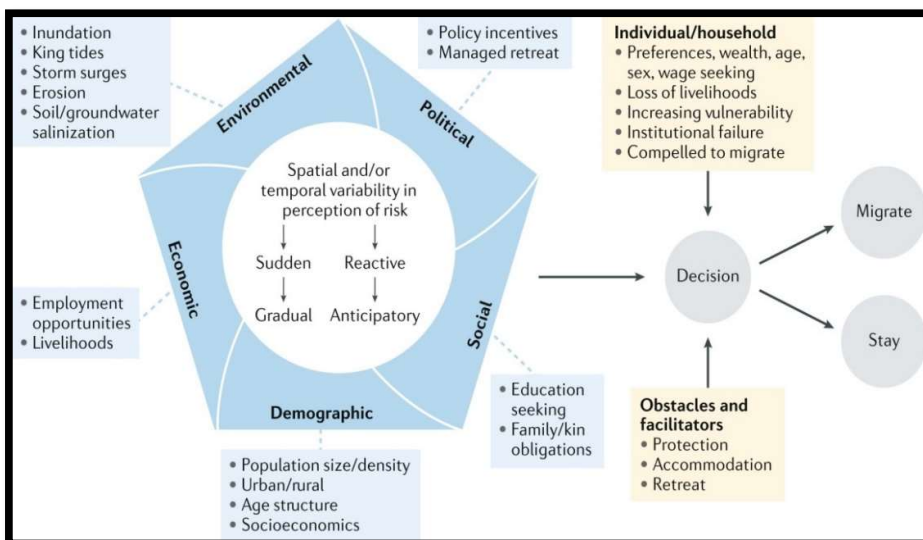 • Inundation
• King tides
• Storm surges
• Erosion
• Soil/groundwater
salinization
Environmental
• Policy incentives
• Managed retreat
Political
Spatial and/or
temporal variability in
perception of risk
Sudden
Reactive
Gradual
Anticipatory
Economic
• Employment
opportunities
• Livelihoods
Demographic
• Population size/density
• Urban/rural
• Age structure
• Socioeconomics
Social
• Education
seeking
• Family/kin
obligations
Individual/household
• Preferences, wealth, age,
sex, wage seeking
• Loss of livelihoods
• Increasing vulnerability
• Institutional failure
• Compelled to migrate
Decision
Migrate
Stay
Obstacles and
facilitators
• Protection
• Accommodation
• Retreat